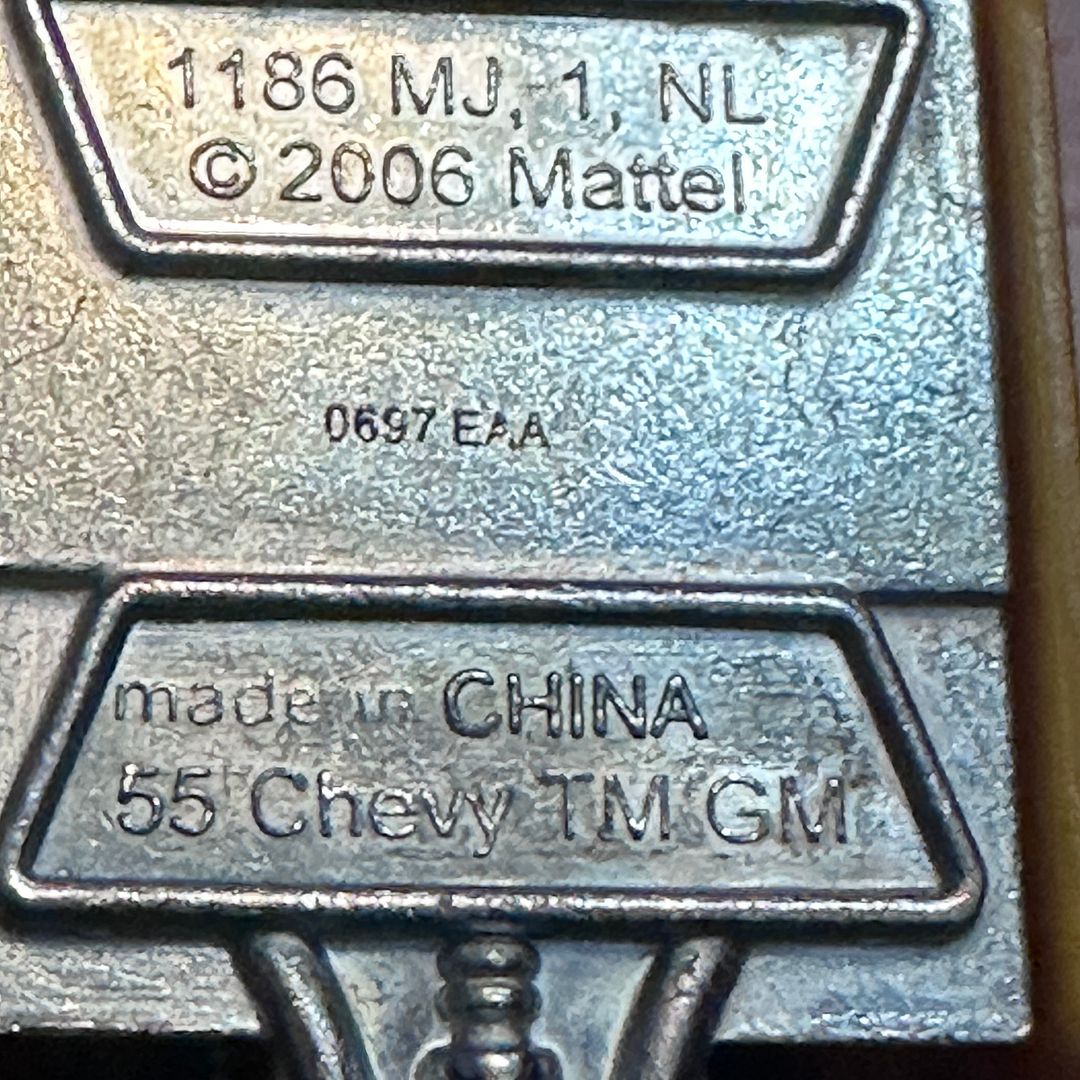 1186 MJ, 1, NL
© 2006 Mattel
0697 EAA
made in CHINA
55 Chevy TM GM